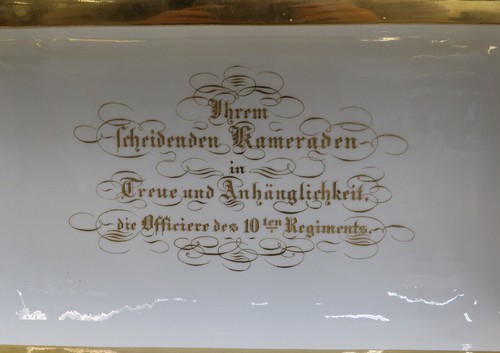 Ihrem
scheidenden Kameraden
in
Treue und Anhänglichkeit,
die Officiere des 10ten Regiments.